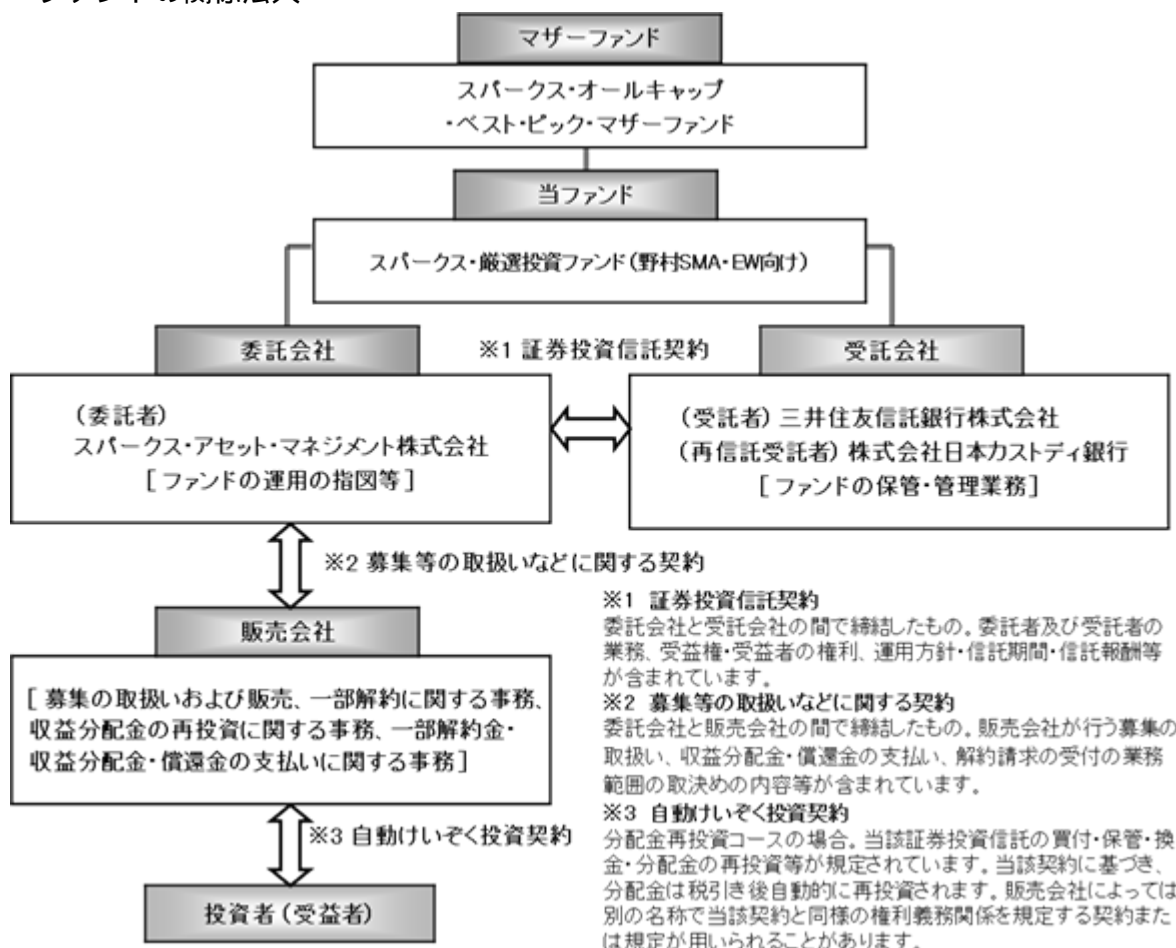 マザーファンド
スパークス・オールキャップ
・ベスト・ピック・マザーファンド
当ファンド
スパークス・厳選投資ファンド(野村SMA・EW向け)
委託会社
※1 証券投資信託契約
受託会社
(委託者)
スパークス・アセット・マネジメント株式会社
[ファンドの運用の指図等]
(受託者) 三井住友信託銀行株式会社
(再信託受託者) 株式会社日本カストディ銀行
[ファンドの保管・管理業務]
※2 募集等の取扱いなどに関する契約
販売会社
[ 募集の取扱いおよび販売、一部解約に関する事務、
収益分配金の再投資に関する事務、一部解約金・
収益分配金・償還金の支払いに関する事務]
※3 自動けいぞく投資契約
投資者(受益者)
※1 証券投資信託契約
委託会社と受託会社の間で締結したもの。委託者及び受託者の
業務、受益権・受益者の権利、運用方針・信託期間・信託報酬等
が含まれています。
※2 募集等の取扱いなどに関する契約
委託会社と販売会社の間で締結したもの。販売会社が行う募集の
取扱い、収益分配金・償還金の支払い、解約請求の受付の業務
範囲の取決めの内容等が含まれています。
※3 自動けいぞく投資契約
分配金再投資コースの場合。当該証券投資信託の買付・保管・換
金・分配金の再投資等が規定されています。当該契約に基づき、
分配金は税引き後自動的に再投資されます。販売会社によっては
別の名称で当該契約と同様の権利義務関係を規定する契約また
は規定が用いられることがあります。